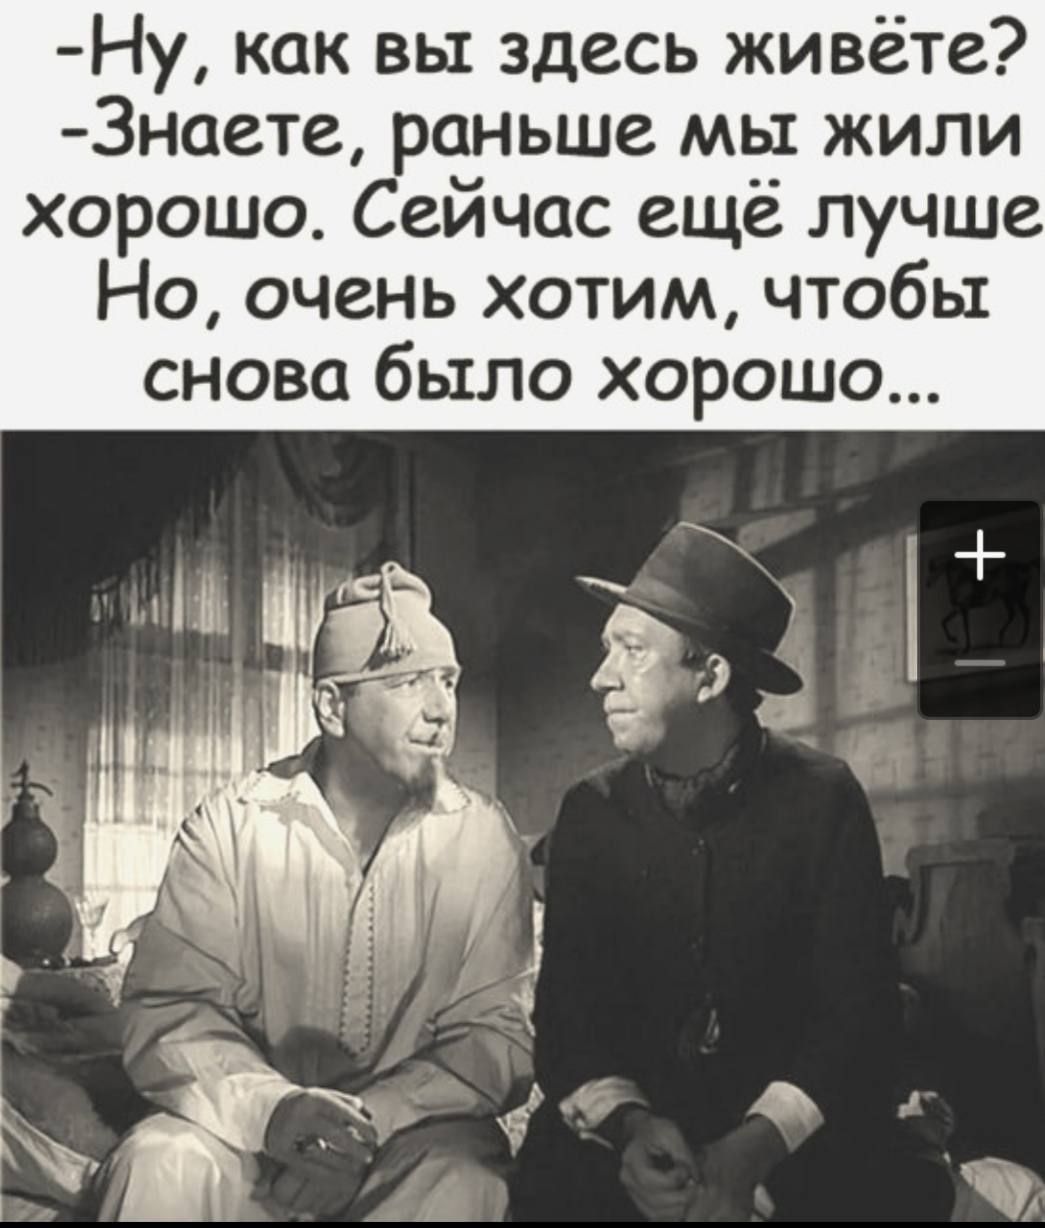 -Ну, как вы здесь живёте?
-Знаете, раньше мы жили
хорошо. Сейчас ещё лучше
Но, очень хотим, чтобы
снова было хорошо...